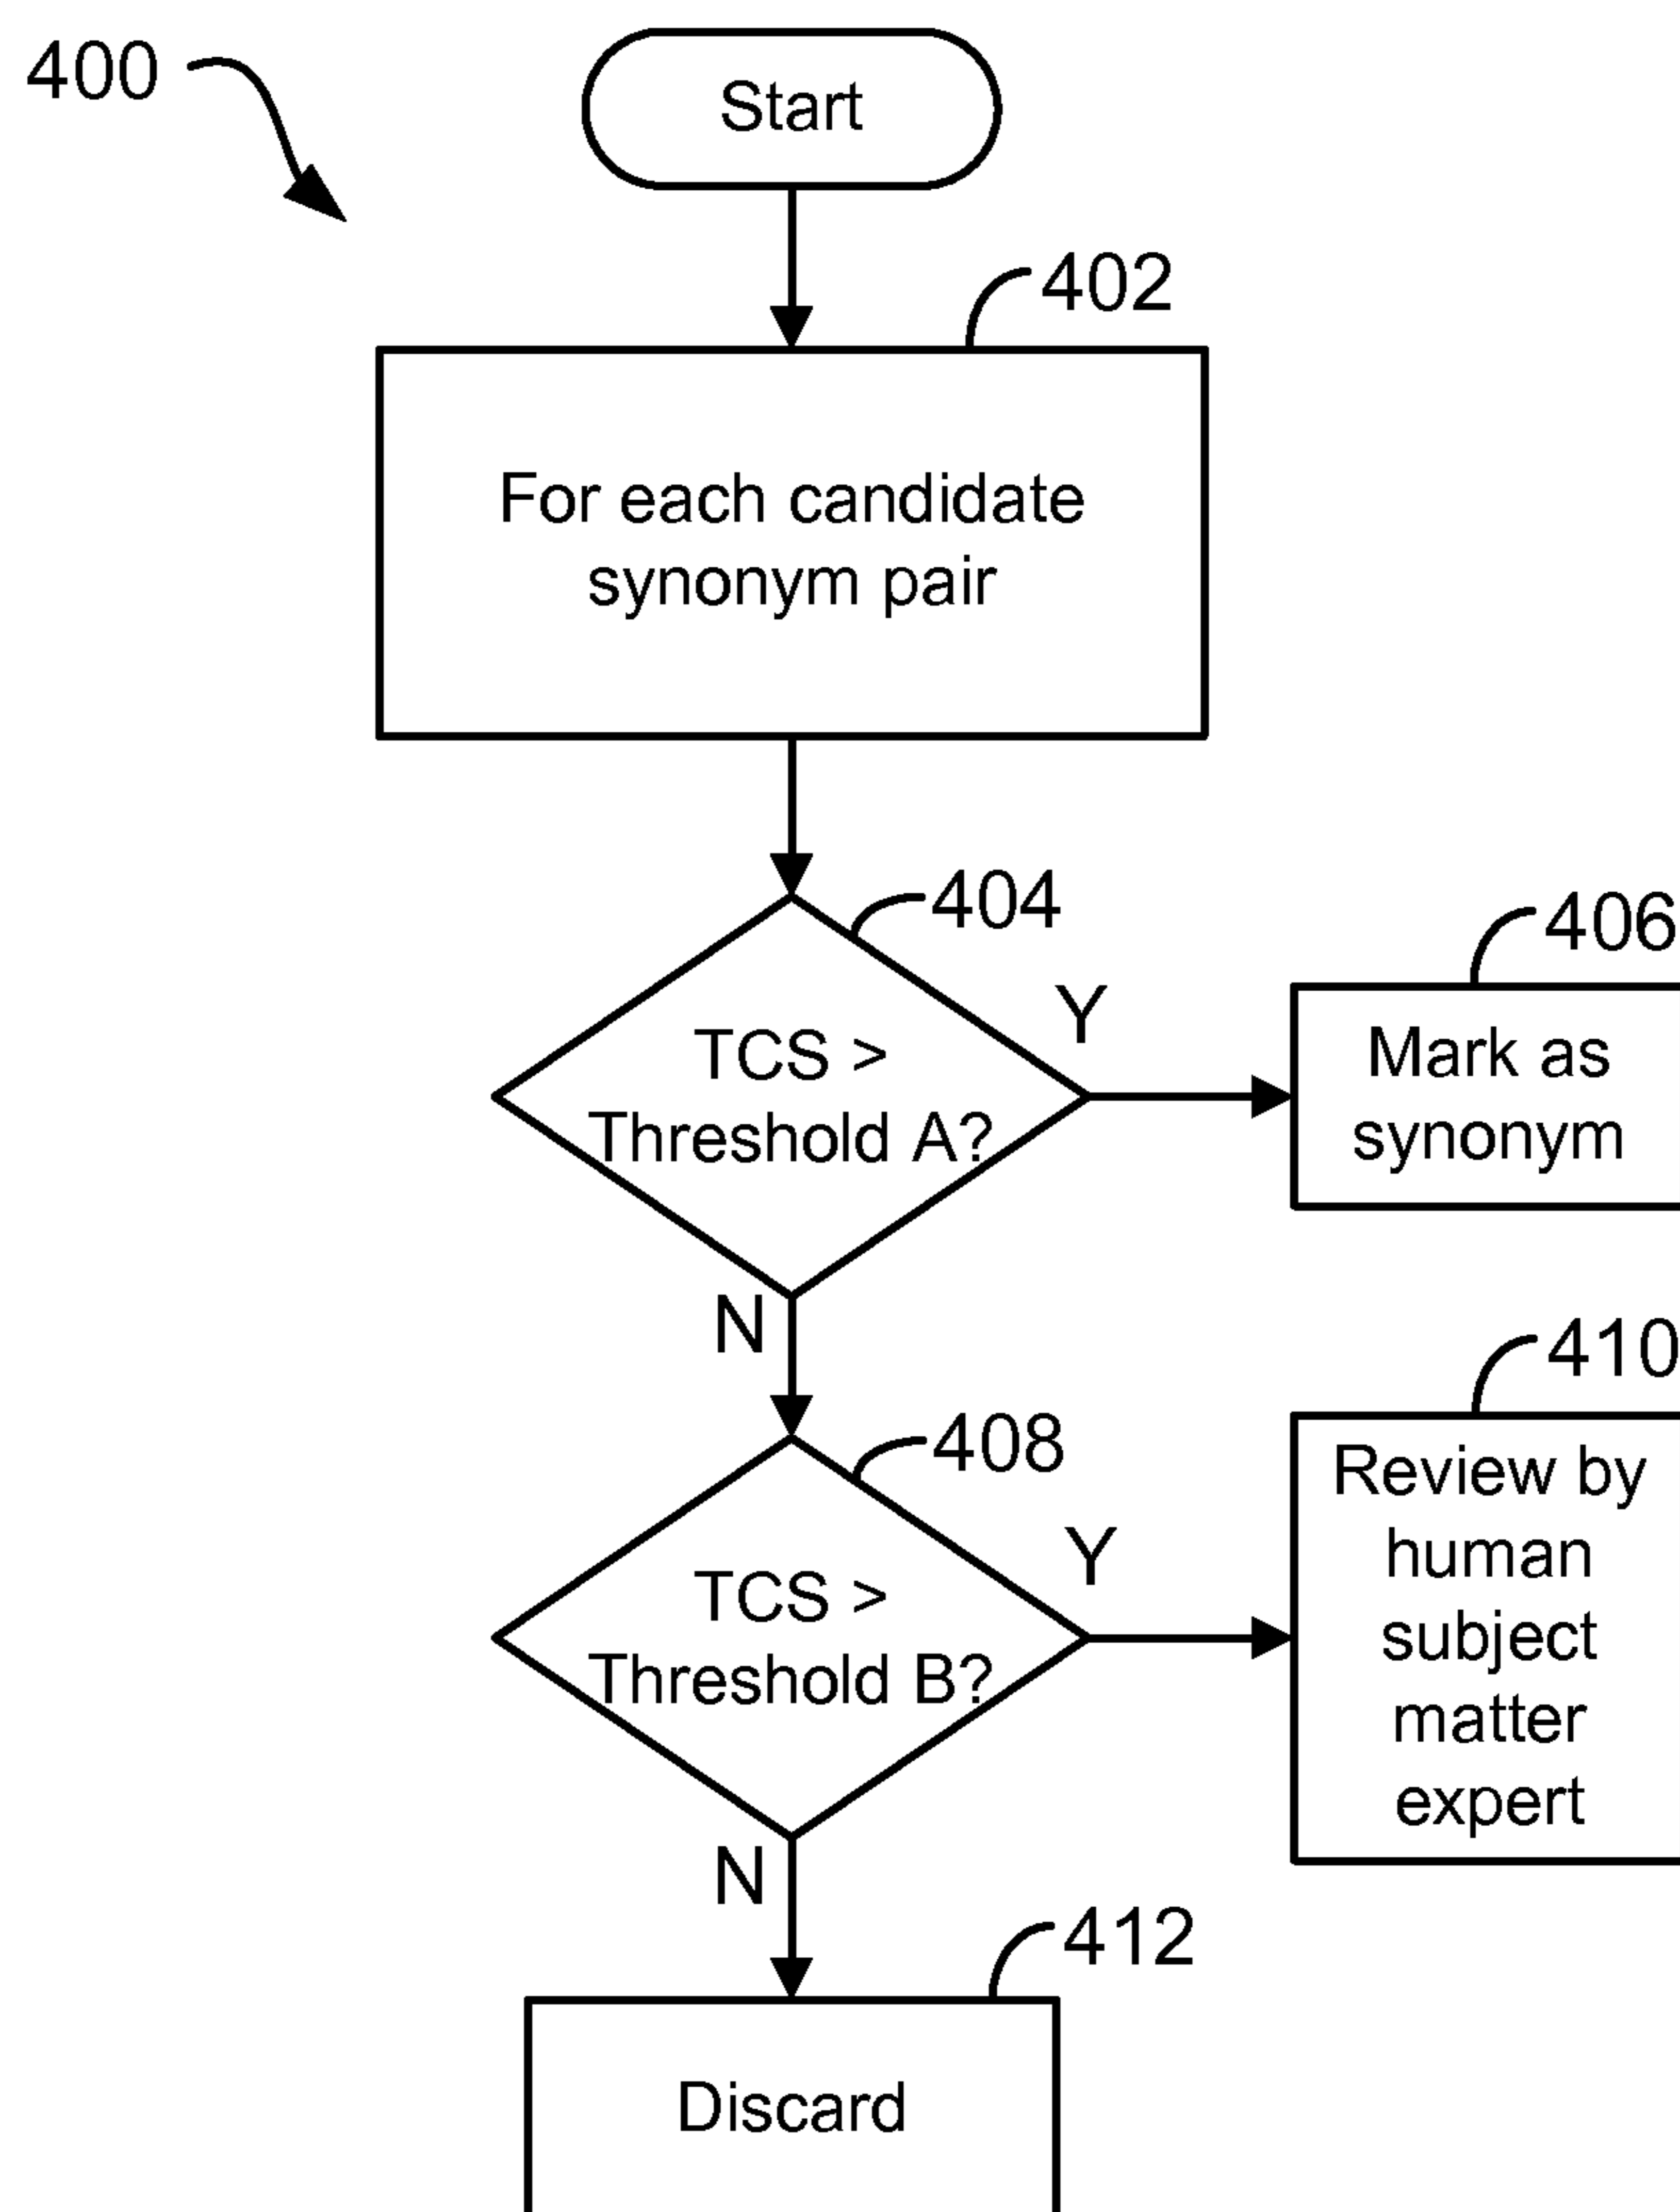 400
Start
402
For each candidate
synonym pair
404
TCS >
Threshold A?
Y
406
Mark as
synonym
N
408
TCS >
Threshold B?
Y
410
Review by
human
subject
matter
expert
N
412
Discard